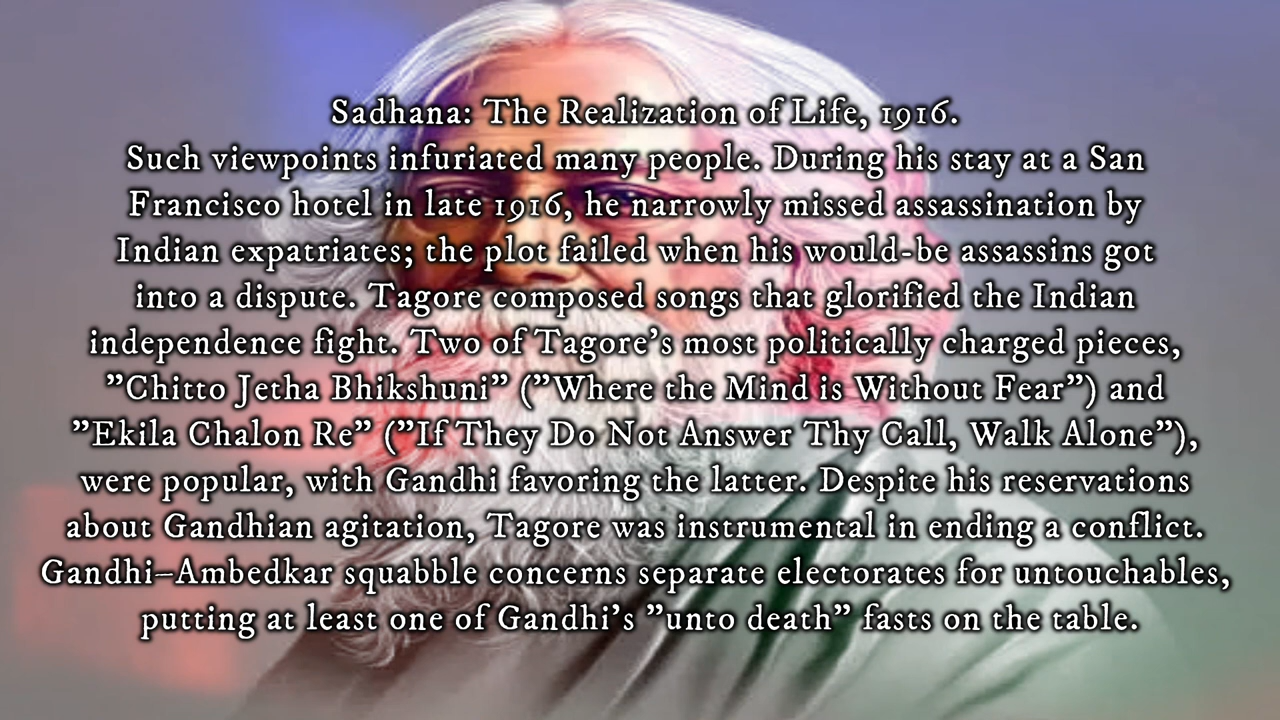 Sadhana: The Realization of Life, 1916.
Such viewpoints infuriated many people. During his stay at a San
Francisco hotel in late 1916, he narrowly missed assassination by
Indian expatriates; the plot failed when his would-be assassins got
into a dispute. Tagore composed songs that glorified the Indian
independence fight. Two of Tagore's most politically charged pieces,
"Chitto Jetha Bhikshuni" ("Where the Mind is Without Fear") and
"Ekila Chalon Re" ("If They Do Not Answer Thy Call, Walk Alone"),
were popular, with Gandhi favoring the latter. Despite his reservations
about Gandhian agitation, Tagore was instrumental in ending a conflict.
Gandhi–Ambedkar squabble concerns separate electorates for untouchables,
putting at least one of Gandhi's "unto death" fasts on the table.